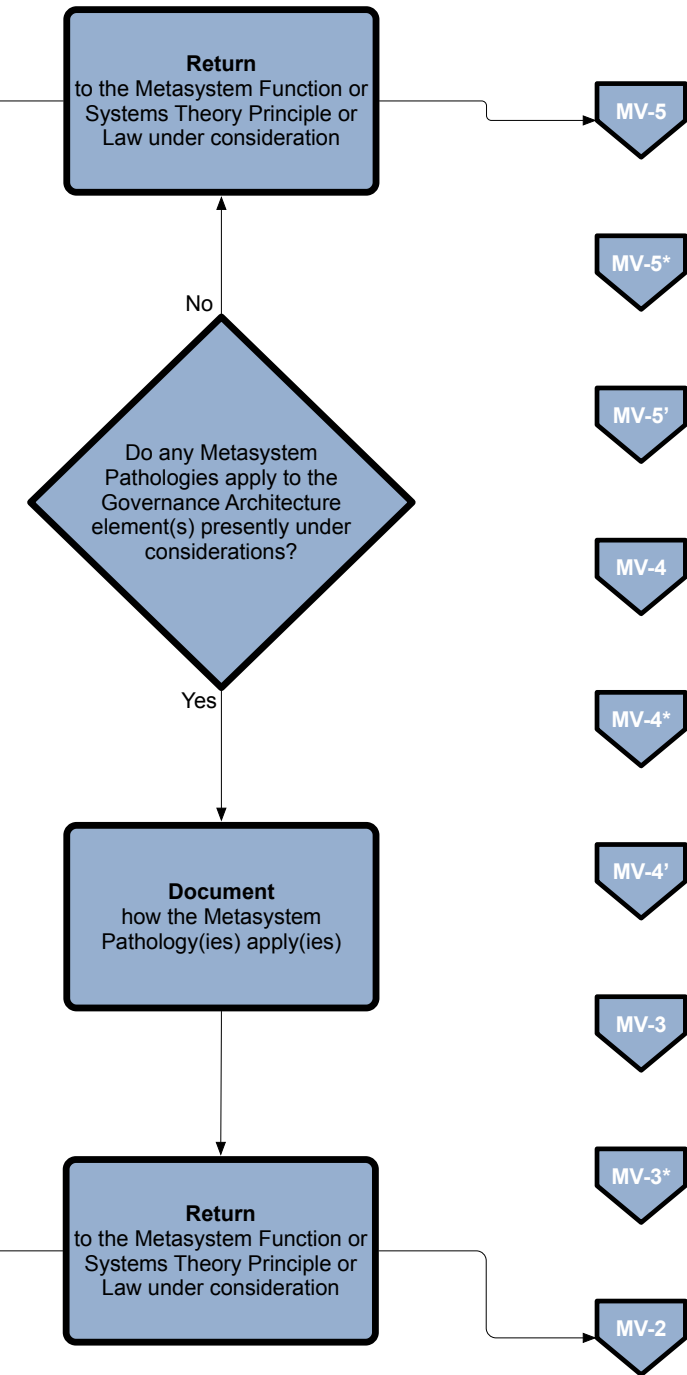 Return
to the Metasystem Function or
Systems Theory Principle or
Law under consideration
MV-5
MV-5*
No
MV-5’
Do any Metasystem
Pathologies apply to the
Governance Architecture
element(s) presently under
considerations?
MV-4
Yes
MV-4*
Document
how the Metasystem
Pathology(ies) apply(ies)
MV-4’
MV-3
MV-3*
Return
to the Metasystem Function or
Systems Theory Principle or
Law under consideration
MV-2